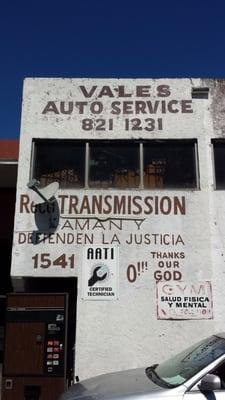 VALES
AUTO SERVICE
821 1231
TRANSMISSION
AMAN Y
DEFIENDEN LA JUSTICIA
1541
AATI
CERTIFIED
TECHNICIAN
O!!! THANKS
OUR
GOD
GYM
SALUD FISICA
Y MENTAL